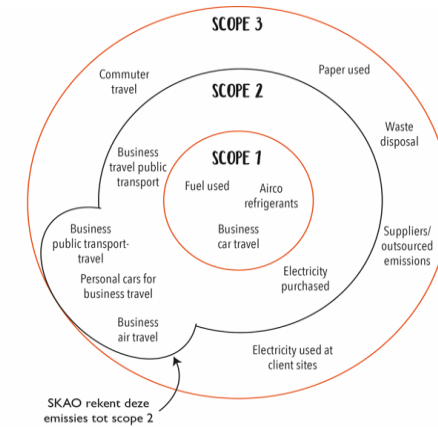 SCOPE 3
Commuter
travel
Paper used
SCOPE 2
Waste
disposal
Business
travel public
transport
SCOPE 1
Fuel used
Airco
refrigerants
Business
car travel
Business
public transport-
travel
Suppliers/
outsourced
emissions
Personal cars for
business travel
Electricity
purchased
Business
air travel
Electricity used at
client sites
SKAO rekent deze
emissies tot scope 2